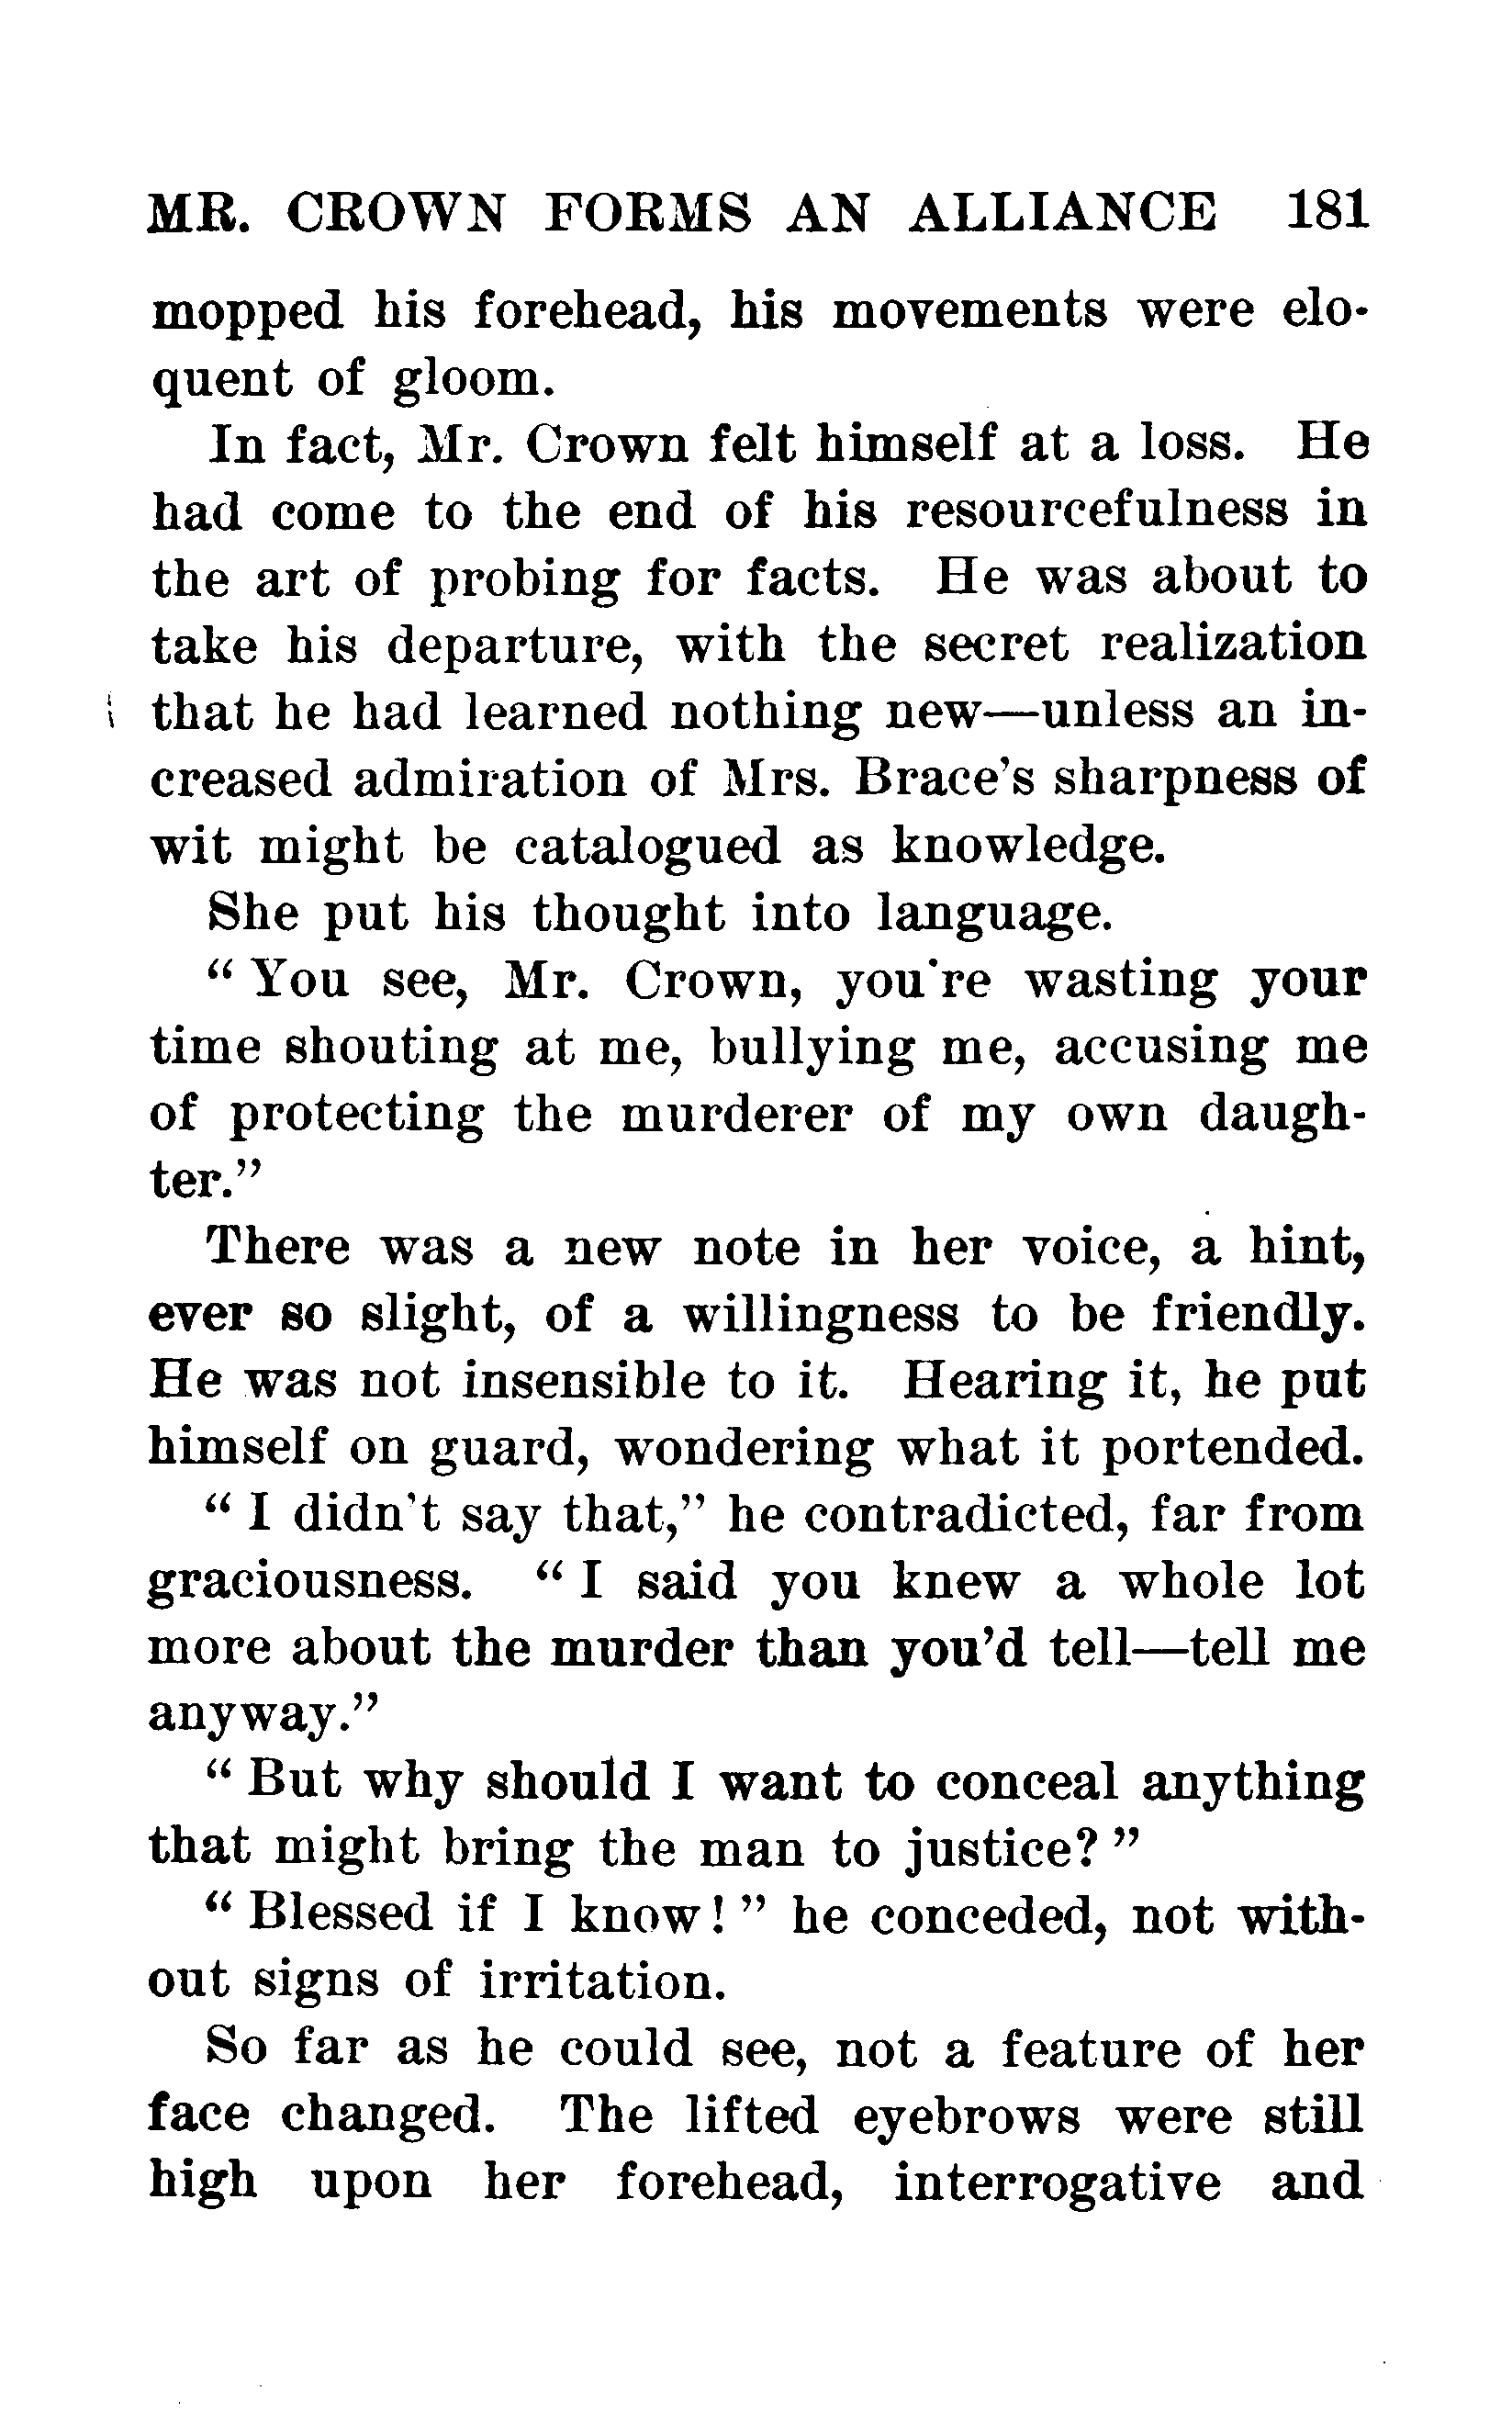 MR. CROWN FORMS AN ALLIANCE 181
mopped his forehead, his movements were elo-
quent of gloom.
In fact, Mr. Crown felt himself at a loss. He
had come to the end of his resourcefulness in
the art of probing for facts. He was about to
take his departure, with the secret realization
that he had learned nothing new—unless an in-
creased admiration of Mrs. Brace's sharpness of
wit might be catalogued as knowledge.
She put his thought into language.
“ You see, Mr. Crown, you're wasting your
time shouting at me, bullying me, accusing me
of protecting the murderer of my own daugh-
ter.”
There was a new note in her voice, a hint,
ever so slight, of a willingness to be friendly.
He was not insensible to it. Hearing it, he put
himself on guard, wondering what it portended.
“ I didn't say that,” he contradicted, far from
graciousness. “ I said you knew a whole lot
more about the murder than you'd tell—tell me
anyway.”
“ But why should I want to conceal anything
that might bring the man to justice? ”
“ Blessed if I know! ” he conceded, not with-
out signs of irritation.
So far as he could see, not a feature of her
face changed. The lifted eyebrows were still
high upon her forehead, interrogative and